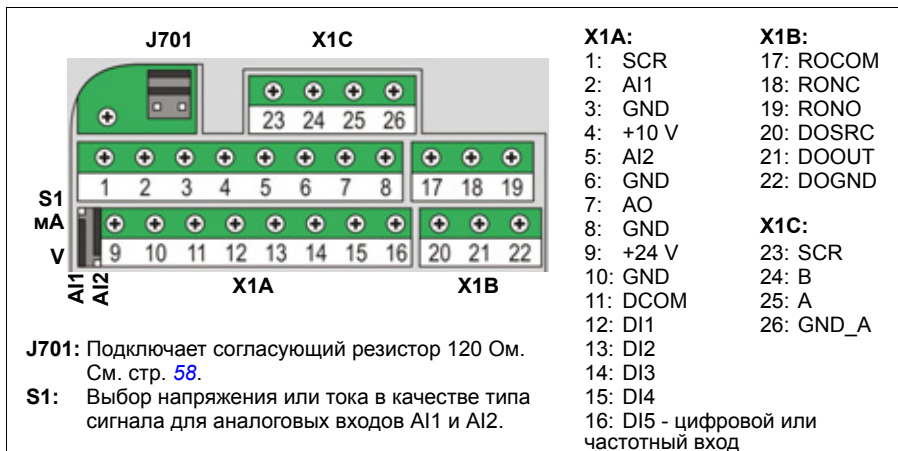 J701 X1C
23 24 25 26
1 2 3 4 5 6 7 8 17 18 19
S1
мА
V
9 10 11 12 13 14 15 16 20 21 22
AI1
AI2
X1A X1B
J701: Подключает согласующий резистор 120 Ом.
См. стр. 58.
S1: Выбор напряжения или тока в качестве типа
сигнала для аналоговых входов AI1 и AI2.
X1A:
1: SCR
2: AI1
3: GND
4: +10 V
5: AI2
6: GND
7: AO
8: GND
9: +24 V
10: GND
11: DCOM
12: DI1
13: DI2
14: DI3
15: DI4
16: DI5 - цифровой или
частотный вход
X1B:
17: ROCOM
18: RONC
19: RONO
20: DOSRC
21: DOOUT
22: DOGND
X1C:
23: SCR
24: B
25: A
26: GND_A